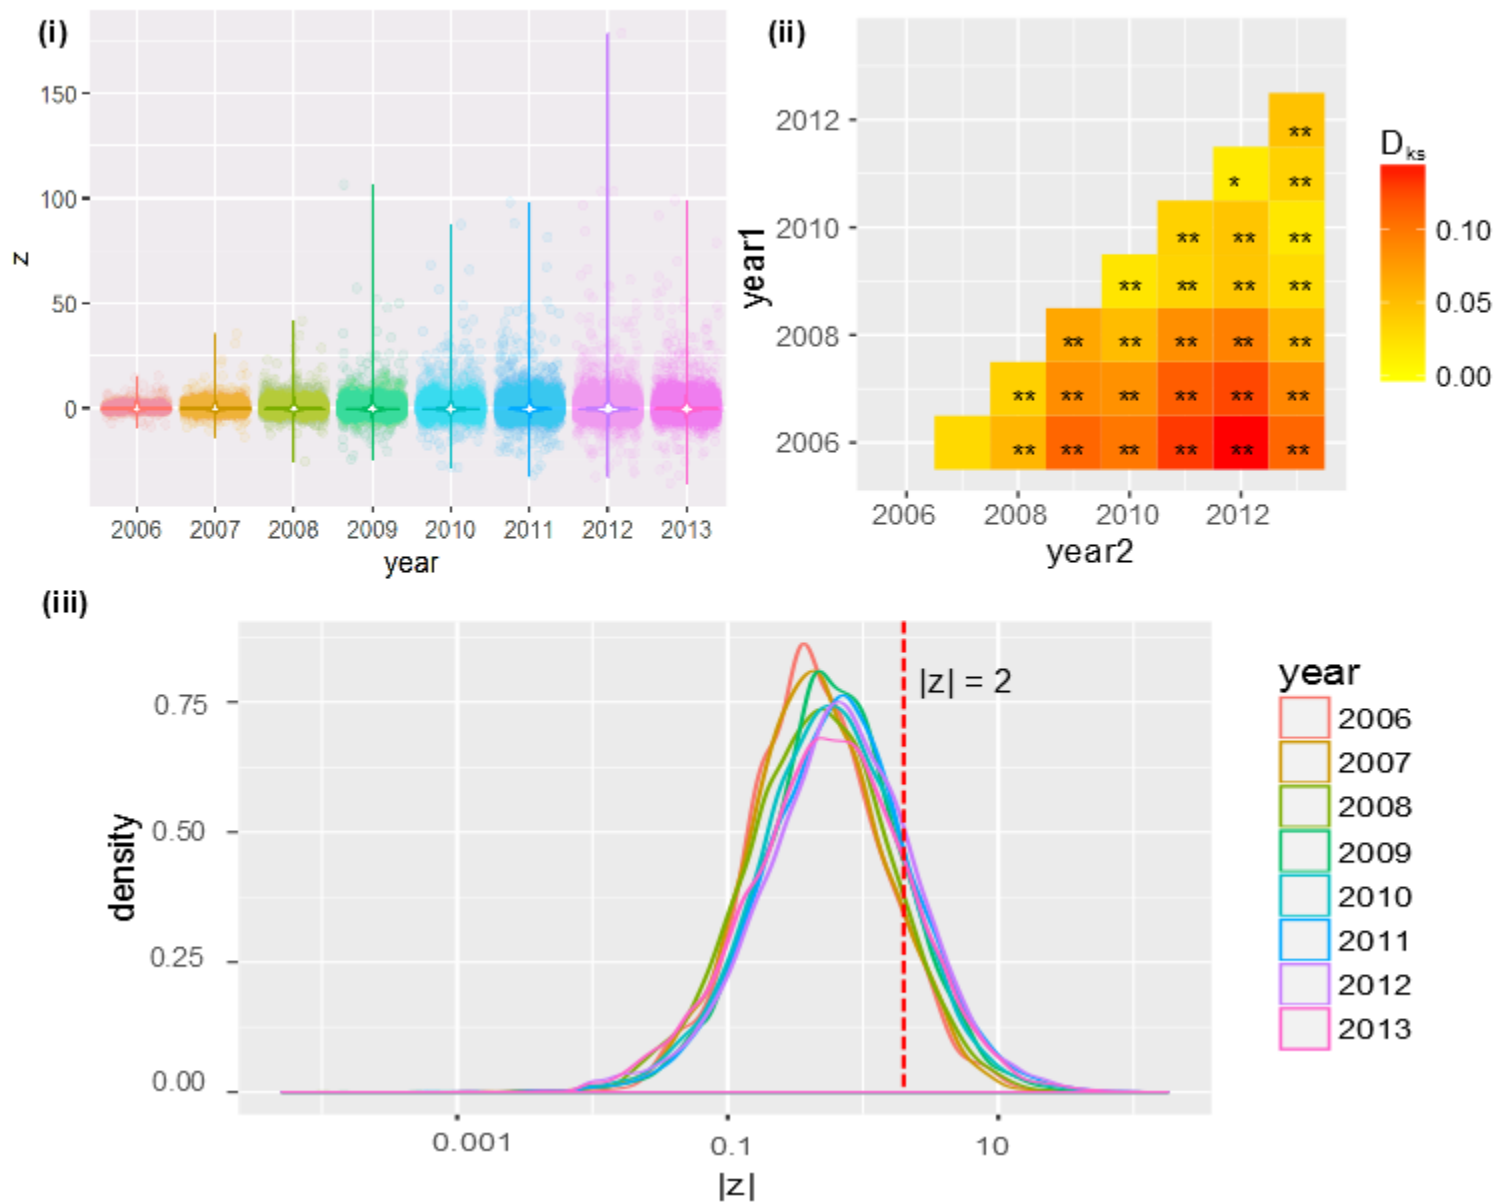 (i)
z
150
100
50
0
2006 2007 2008 2009 2010 2011 2012 2013
year
(ii)
year1
2012
2010
2008
2006
**
* **
** ** **
** ** ** **
** ** ** ** **
** ** ** ** ** **
** ** ** ** ** **
2006 2008 2010 2012
year2
Dks
0.10
0.05
0.00
(iii)
density
0.75
0.50
0.25
0.00
|z| = 2
0.001 0.1 10
|z|
year
2006
2007
2008
2009
2010
2011
2012
2013